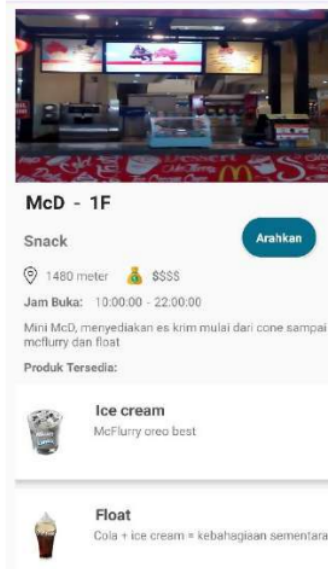 McD - 1F
Snack
Arahkan
1480 meter
$$$$
Jam Buka: 10:00:00 - 22:00:00
Mini McD, menyediakan es krim mulai dari cone sampai
mcflurry dan float
Produk Tersedia:
Ice cream
McFlurry oreo best
Float
Cola + ice cream = kebahagiaan sementara